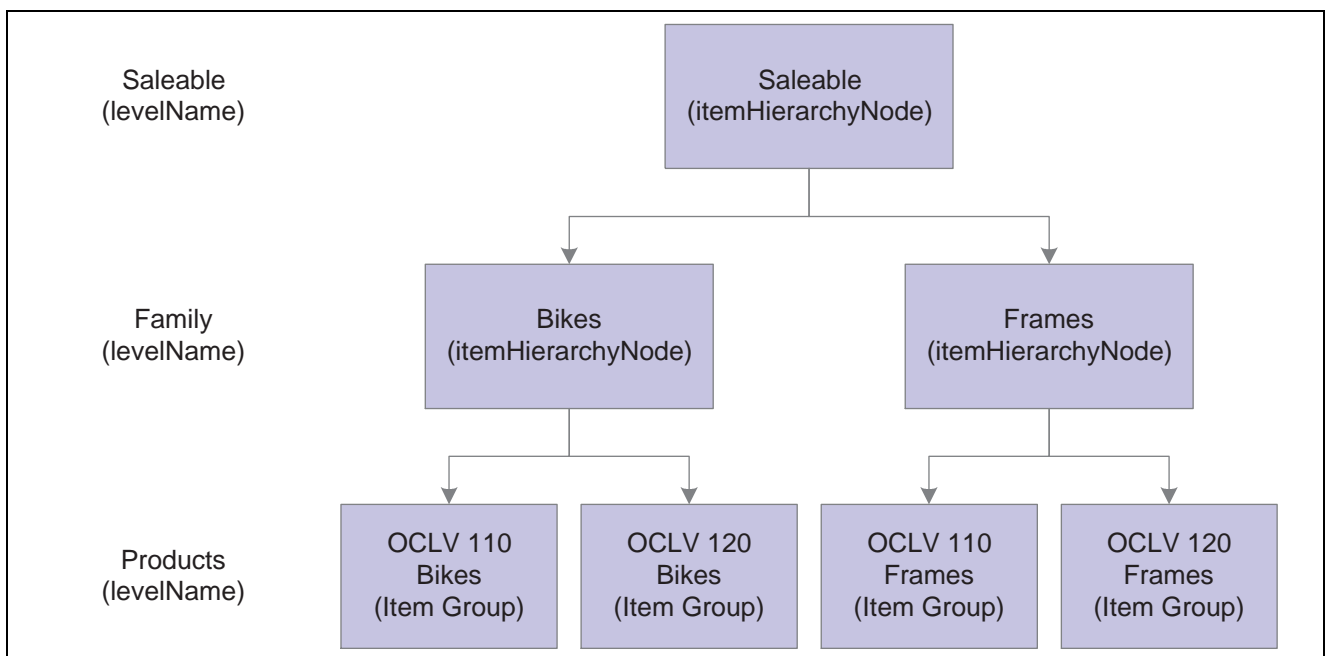 Saleable
(levelName)
Saleable
(itemHierarchyNode)
Family
(levelName)
Bikes
(itemHierarchyNode)
Frames
(itemHierarchyNode)
Products
(levelName)
OCLV 110
Bikes
(Item Group)
OCLV 120
Bikes
(Item Group)
OCLV 110
Frames
(Item Group)
OCLV 120
Frames
(Item Group)